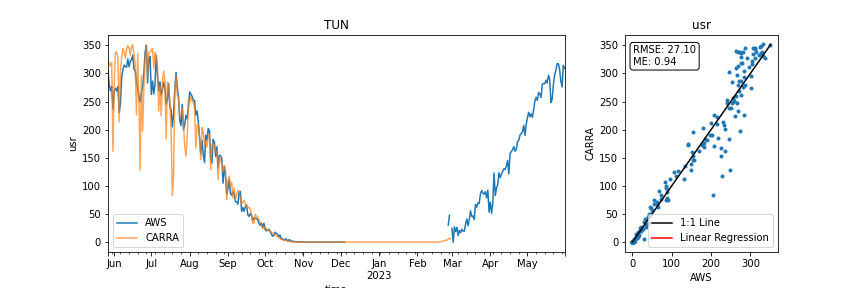 TUN
usr
350
300
250
200
150
100
50
0
AWS
CARRA
Jun Jul Aug Sep Oct Nov Dec Jan Feb Mar Apr May
2023
time
usr
RMSE: 27.10
ME: 0.94
CARRA
350
300
250
200
150
100
50
0
1:1 Line
Linear Regression
0 100 200 300
AWS